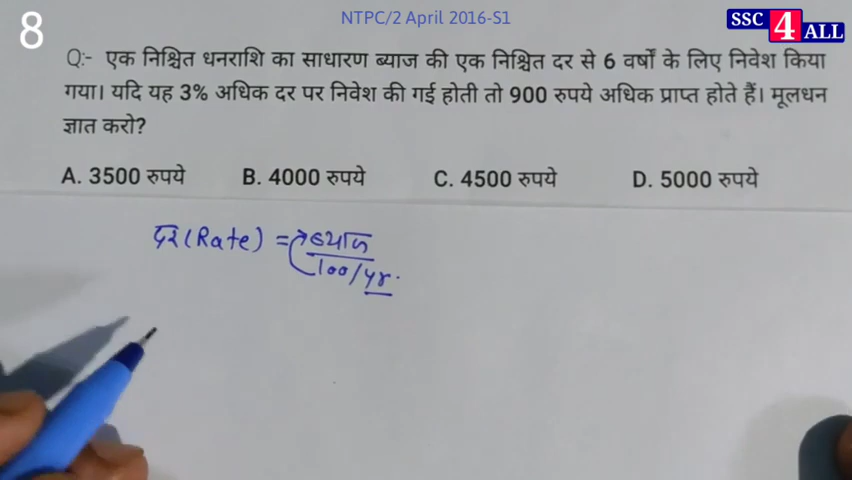 8
NTPC/2 April 2016-S1
SSC 4 ALL
Q:- एक निश्चित धनराशि का साधारण ब्याज की एक निश्चित दर से 6 वर्षों के लिए निवेश किया
गया। यदि यह 3% अधिक दर पर निवेश की गई होती तो 900 रुपये अधिक प्राप्त होते हैं। मूलधन
ज्ञात करो?
A. 3500 रुपये B. 4000 रुपये C. 4500 रुपये D. 5000 रुपये
दर (Rate) = ब्याज
100/yr